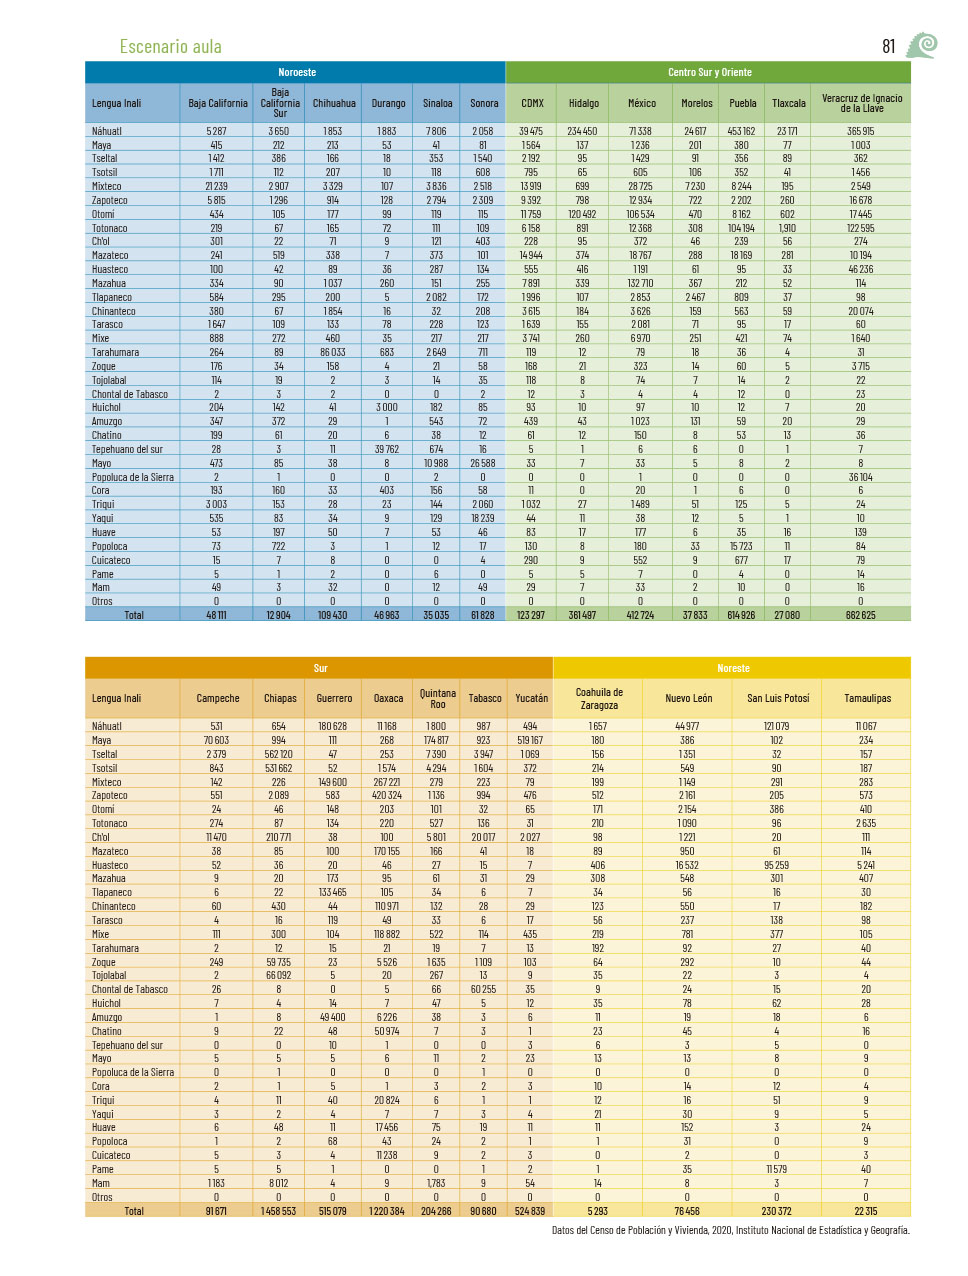 Escenario aula
81
Noroeste Centro Sur y Oriente
Lengua Inali Baja California Baja California Sur Chihuahua Durango Sinaloa Sonora CDMX Hidalgo México Morelos Puebla Tlaxcala Veracruz de Ignacio de la Llave
Náhuatl 5 287 3 650 1 853 1 883 7 806 2 058 39 475 234 450 71 338 24 617 453 162 23 171 365 915
Maya 415 212 213 53 41 81 1 564 137 1 236 201 380 77 1 003
Tseltal 1 412 386 166 18 353 1 540 2 192 95 1 429 91 356 89 362
Tsotsil 1 711 112 207 10 118 608 795 65 605 106 352 41 1 456
Mixteco 21 239 2 907 3 329 107 3 836 2 518 13 919 699 28 725 7 230 8 244 195 2 549
Zapoteco 5 815 1 296 914 128 2 794 2 309 9 392 798 12 934 722 2 202 260 16 678
Otomí 434 105 177 99 119 115 11 759 120 492 106 534 470 8 162 602 17 445
Totonaco 219 67 165 72 111 109 6 158 891 12 368 308 104 194 1,910 122 595
Ch'ol 301 22 71 9 121 403 228 95 372 46 239 56 274
Mazateco 241 519 338 7 373 101 14 944 374 18 767 288 18 169 281 10 194
Huasteco 100 42 89 36 287 134 555 416 1 191 61 95 33 46 236
Mazahua 334 90 1 037 260 151 255 7 891 339 132 710 367 212 52 114
Tlapaneco 584 295 200 5 2 082 172 1 996 107 2 853 2 467 809 37 98
Chinanteco 380 67 1 854 16 32 208 3 615 184 3 626 159 563 59 20 074
Tarasco 1 647 109 133 78 228 123 1 639 155 2 081 71 95 17 60
Mixe 888 272 460 35 217 217 3 741 260 6 970 251 421 74 1 640
Tarahumara 264 89 86 033 683 2 649 711 119 12 79 18 36 4 31
Zoque 176 34 158 4 21 58 168 21 323 14 60 5 3 715
Tojolabal 114 19 2 3 14 35 118 8 74 7 14 2 22
Chontal de Tabasco 2 3 2 0 0 2 12 3 4 4 12 0 23
Huichol 204 142 41 3 000 182 85 93 10 97 10 12 7 20
Amuzgo 347 372 29 1 543 72 439 43 1 023 131 59 20 29
Chatino 199 61 20 6 38 12 61 12 150 8 53 13 36
Tepehuano del sur 28 3 11 39 762 674 16 5 1 6 6 0 1 7
Mayo 473 85 38 8 10 988 26 588 33 7 33 5 8 2 8
Popoluca de la Sierra 2 1 0 0 2 0 0 0 1 0 0 0 36 104
Cora 193 160 33 403 156 58 11 0 20 1 6 0 6
Triqui 3 003 153 28 23 144 2 060 1 032 27 1 489 51 125 5 24
Yaqui 535 83 34 9 129 18 239 44 11 38 12 5 1 10
Huave 53 197 50 7 53 46 83 17 177 6 35 16 139
Popoloca 73 722 3 1 12 17 130 8 180 33 15 723 11 84
Cuicateco 15 7 8 0 0 4 290 9 552 9 677 17 79
Pame 5 1 2 0 6 0 5 5 7 0 4 0 14
Mam 49 3 32 0 12 49 29 7 33 2 10 0 16
Otros 0 0 0 0 0 0 0 0 0 0 0 0 0
Total 48 111 12 904 109 430 46 963 35 035 61 628 123 297 361 497 412 724 37 833 614 926 27 080 662 625
Sur Noreste
Lengua Inali Campeche Chiapas Guerrero Oaxaca Quintana Roo Tabasco Yucatán Coahuila de Zaragoza Nuevo León San Luis Potosí Tamaulipas
Náhuatl 531 654 180 628 11 168 1 800 987 494 1 657 44 977 121 079 11 067
Maya 70 603 994 111 268 174 817 923 519 167 180 386 102 234
Tseltal 2 379 562 120 47 253 7 390 3 947 1 069 156 1 351 32 157
Tsotsil 843 531 662 52 1 574 4 294 1 604 372 214 549 90 187
Mixteco 142 226 149 600 267 221 279 223 79 199 1 149 291 283
Zapoteco 551 2 089 583 420 324 1 136 994 476 512 2 161 205 573
Otomí 24 46 148 203 101 32 65 171 2 154 386 410
Totonaco 274 87 134 220 527 136 31 210 1 090 96 2 635
Ch'ol 11 470 210 771 38 100 5 801 20 017 2 027 98 1 221 20 111
Mazateco 38 85 100 170 155 166 41 18 89 950 61 114
Huasteco 52 36 20 46 27 15 7 406 16 532 95 259 5 241
Mazahua 9 20 173 95 61 31 29 308 548 301 407
Tlapaneco 6 22 133 465 105 34 6 7 34 56 16 30
Chinanteco 60 430 44 110 971 132 28 29 123 550 17 182
Tarasco 4 16 119 49 33 6 17 56 237 138 98
Mixe 111 300 104 118 882 522 114 435 219 781 377 105
Tarahumara 2 12 15 21 19 7 13 192 92 27 40
Zoque 249 59 735 23 5 526 1 635 1 109 103 64 292 10 44
Tojolabal 2 66 092 5 20 267 13 9 35 22 3 4
Chontal de Tabasco 26 8 0 5 66 60 255 35 9 24 15 20
Huichol 7 4 14 7 47 5 12 35 78 62 28
Amuzgo 1 8 49 400 6 226 38 3 6 11 19 18 6
Chatino 9 22 48 50 974 7 3 1 23 45 4 16
Tepehuano del sur 0 0 10 1 0 0 3 6 3 5 0
Mayo 5 5 5 6 11 2 23 13 13 8 9
Popoluca de la Sierra 0 1 0 0 0 1 0 0 0 0 0
Cora 2 1 5 1 3 2 3 10 14 12 4
Triqui 4 11 40 20 824 6 1 1 12 16 51 9
Yaqui 3 2 4 7 7 3 4 21 30 9 5
Huave 6 48 11 17 456 75 19 11 11 152 3 24
Popoloca 1 2 68 43 24 2 1 1 31 0 9
Cuicateco 5 3 4 11 238 9 2 3 0 2 0 3
Pame 5 5 1 0 0 1 2 1 35 11 579 40
Mam 1 183 8 012 4 9 1,783 9 54 14 8 3 7
Otros 0 0 0 0 0 0 0 0 0 0 0
Total 91 671 1 458 553 515 079 1 220 384 204 266 90 680 524 839 5 293 76 456 230 372 22 315
Datos del Censo de Población y Vivienda, 2020, Instituto Nacional de Estadística y Geografía.